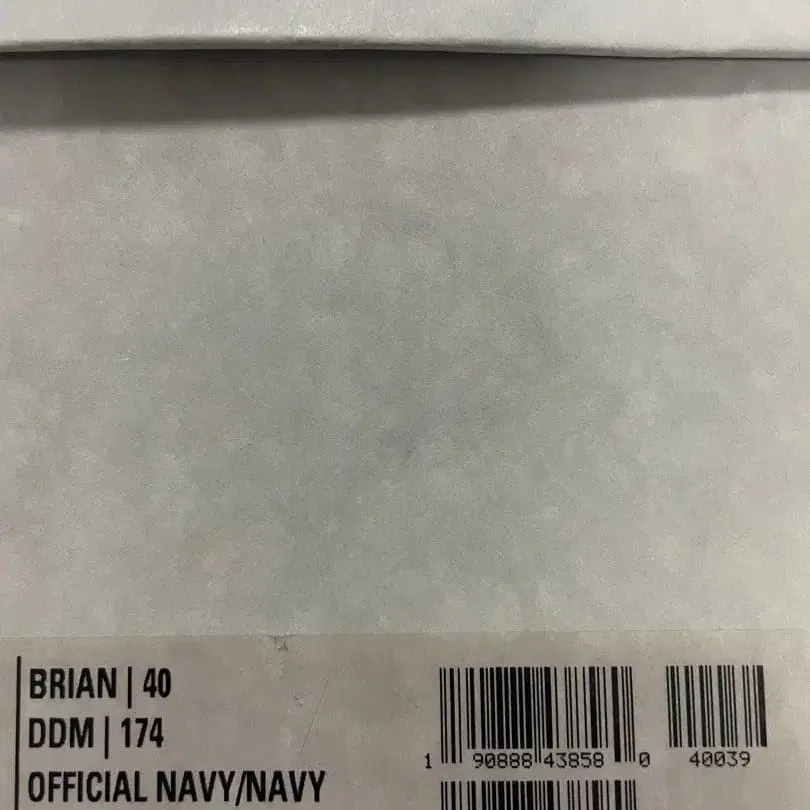 BRIAN | 40
DDM | 174
OFFICIAL NAVY/NAVY
1 90888 43858 0 40039